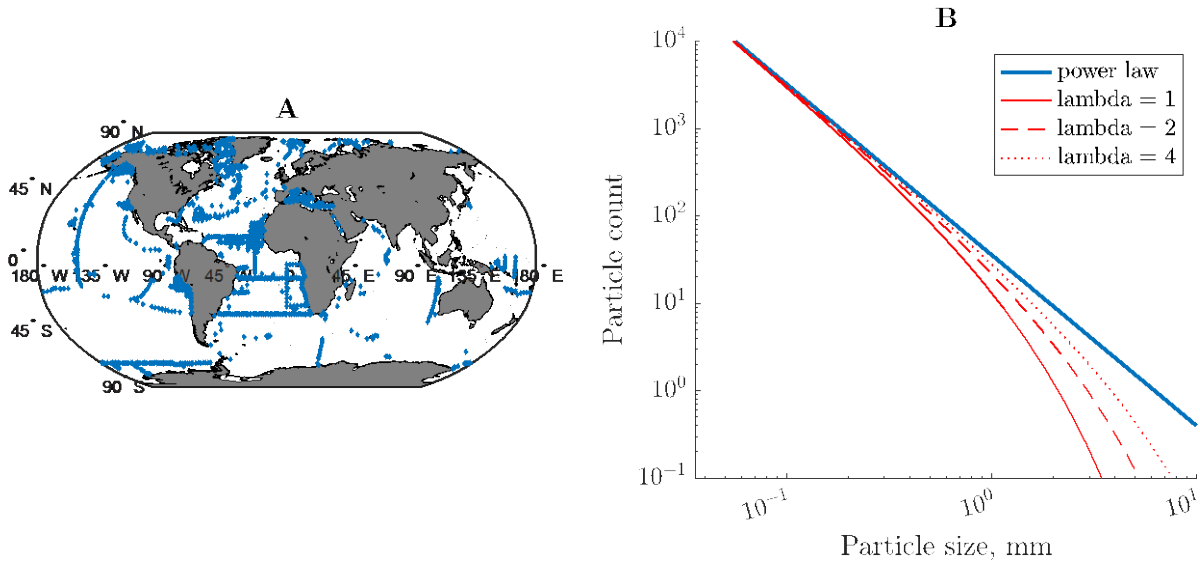 A
90° N
45° N
0°
180° W 135° W 90° W 45° W 0° 45° E 90° E 135° E 180° E
45° S
90° S
B
10⁴
10³
10²
10¹
10⁰
10⁻¹
Particle count
power law
lambda = 1
lambda = 2
lambda = 4
10⁻¹ 10⁰ 10¹
Particle size, mm